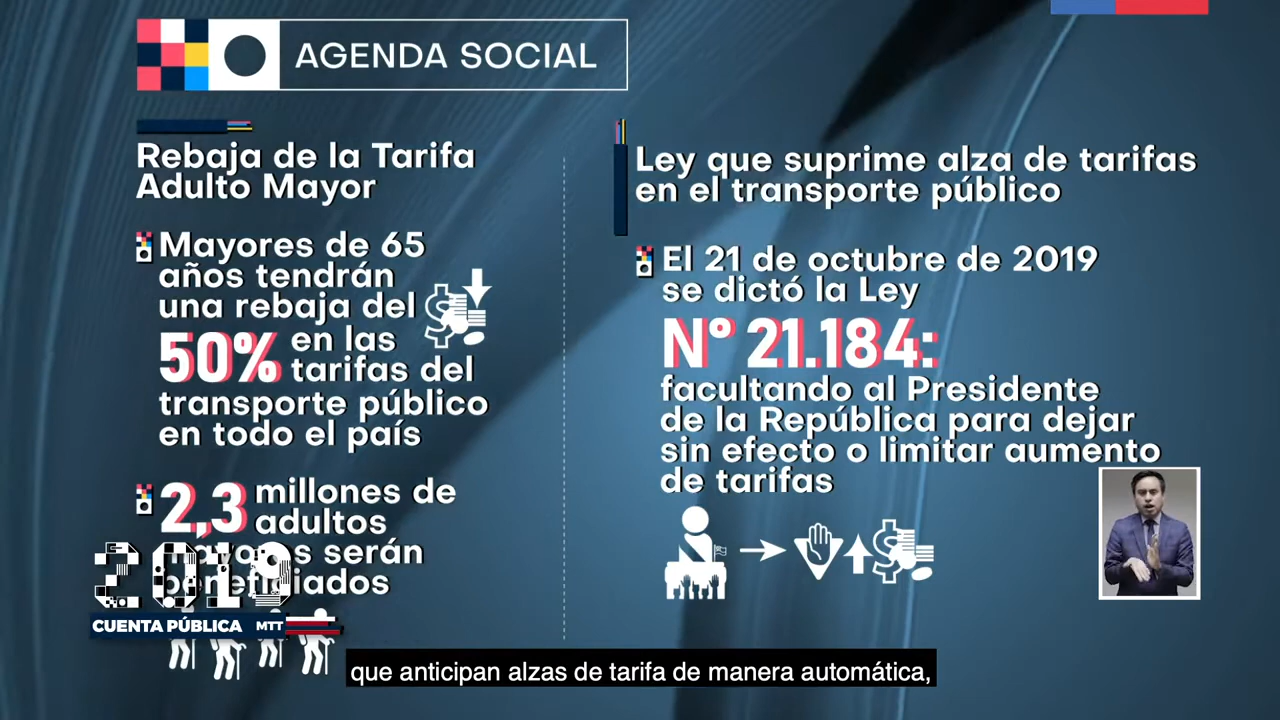 AGENDA SOCIAL
Rebaja de la Tarifa
Adulto Mayor
Mayores de 65
años tendrán
una rebaja del
50% en las
tarifas del
transporte público
en todo el país
2,3 millones de
adultos
mayores serán
beneficiados
Ley que suprime alza de tarifas
en el transporte público
El 21 de octubre de 2019
se dictó la Ley
N° 21.184:
facultando al Presidente
de la República para dejar
sin efecto o limitar aumento
de tarifas
2019
CUENTA PÚBLICA MTT
que anticipan alzas de tarifa de manera automática,